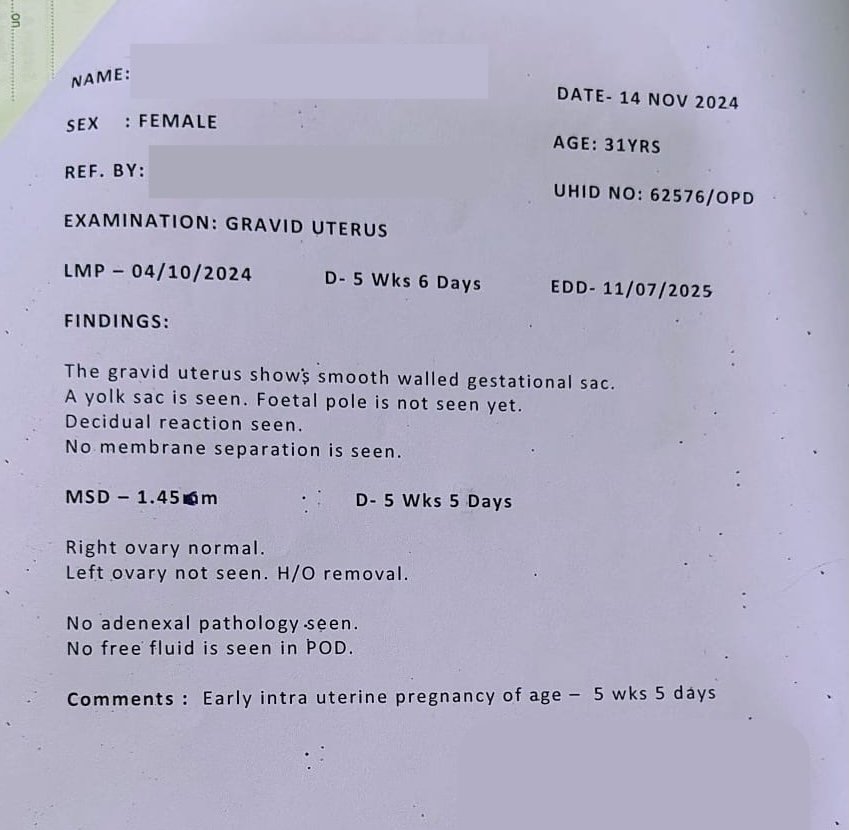 on
NAME:
DATE- 14 NOV 2024
SEX : FEMALE
AGE: 31YRS
REF. BY:
UHID NO: 62576/OPD
EXAMINATION: GRAVID UTERUS
LMP – 04/10/2024 D- 5 Wks 6 Days EDD- 11/07/2025
FINDINGS:
The gravid uterus shows smooth walled gestational sac.
A yolk sac is seen. Foetal pole is not seen yet.
Decidual reaction seen.
No membrane separation is seen.
MSD – 1.45 : D- 5 Wks 5 Days
Right ovary normal.
Left ovary not seen. H/O removal.
No adenexal pathology seen.
No free fluid is seen in POD.
Comments : Early intra uterine pregnancy of age – 5 wks 5 days